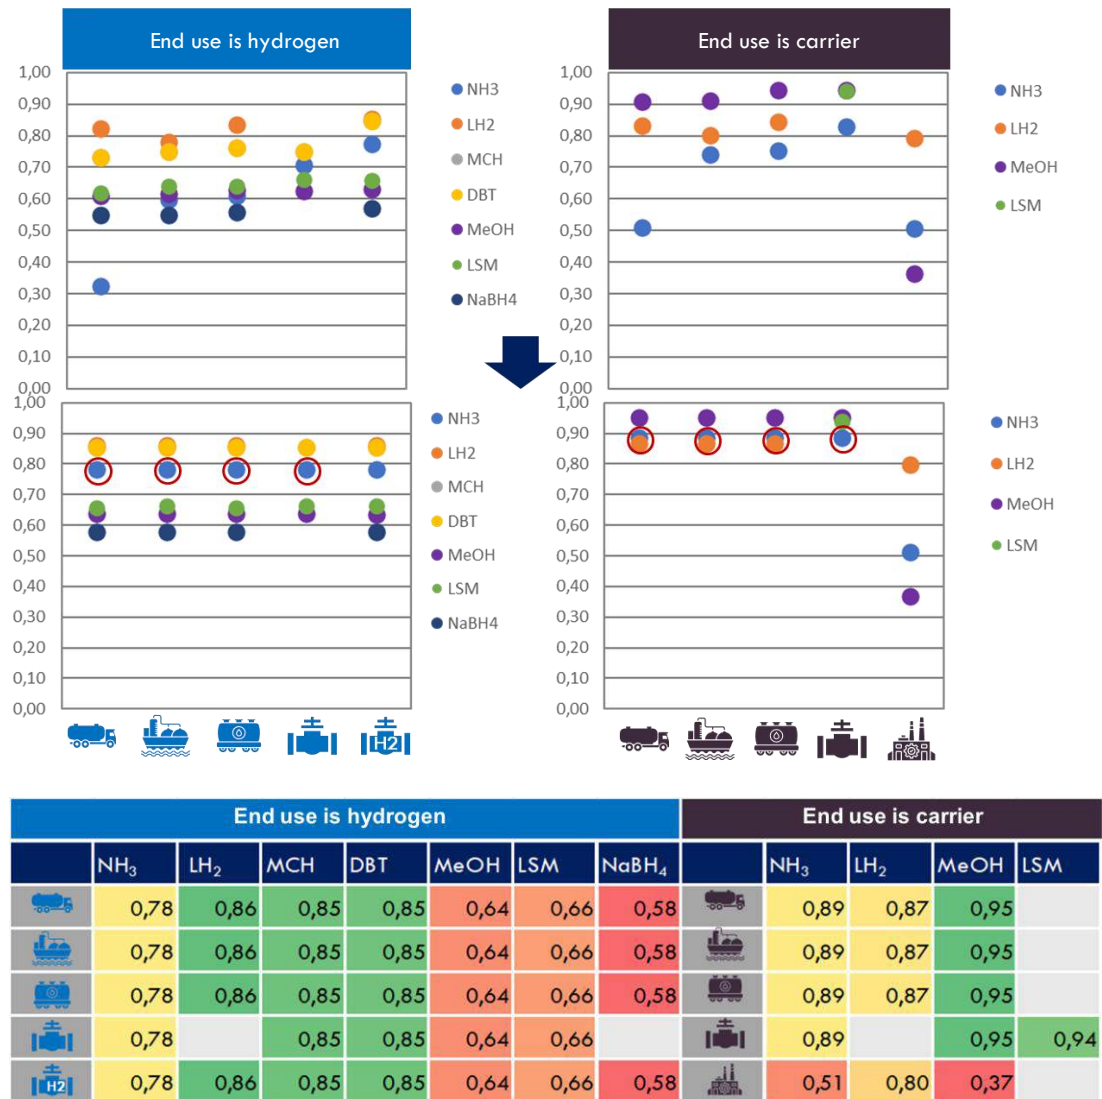 End use is hydrogen
End use is carrier
1,00
0,90
0,80
0,70
0,60
0,50
0,40
0,30
0,20
0,10
0,00
NH3
LH2
MCH
DBT
MeOH
LSM
NaBH4
1,00
0,90
0,80
0,70
0,60
0,50
0,40
0,30
0,20
0,10
0,00
NH3
LH2
MeOH
LSM
1,00
0,90
0,80
0,70
0,60
0,50
0,40
0,30
0,20
0,10
0,00
NH3
LH2
MCH
DBT
MeOH
LSM
NaBH4
H2
1,00
0,90
0,80
0,70
0,60
0,50
0,40
0,30
0,20
0,10
0,00
NH3
LH2
MeOH
LSM
End use is hydrogen End use is carrier
NH₃ LH₂ MCH DBT MeOH LSM NaBH₄ NH₃ LH₂ MeOH LSM
0,78 0,86 0,85 0,85 0,64 0,66 0,58 0,89 0,87 0,95
0,78 0,86 0,85 0,85 0,64 0,66 0,58 0,89 0,87 0,95
0,78 0,86 0,85 0,85 0,64 0,66 0,58 0,89 0,87 0,95
0,78 0,85 0,85 0,64 0,66 0,89 0,95 0,94
H2 0,78 0,86 0,85 0,85 0,64 0,66 0,58 0,51 0,80 0,37